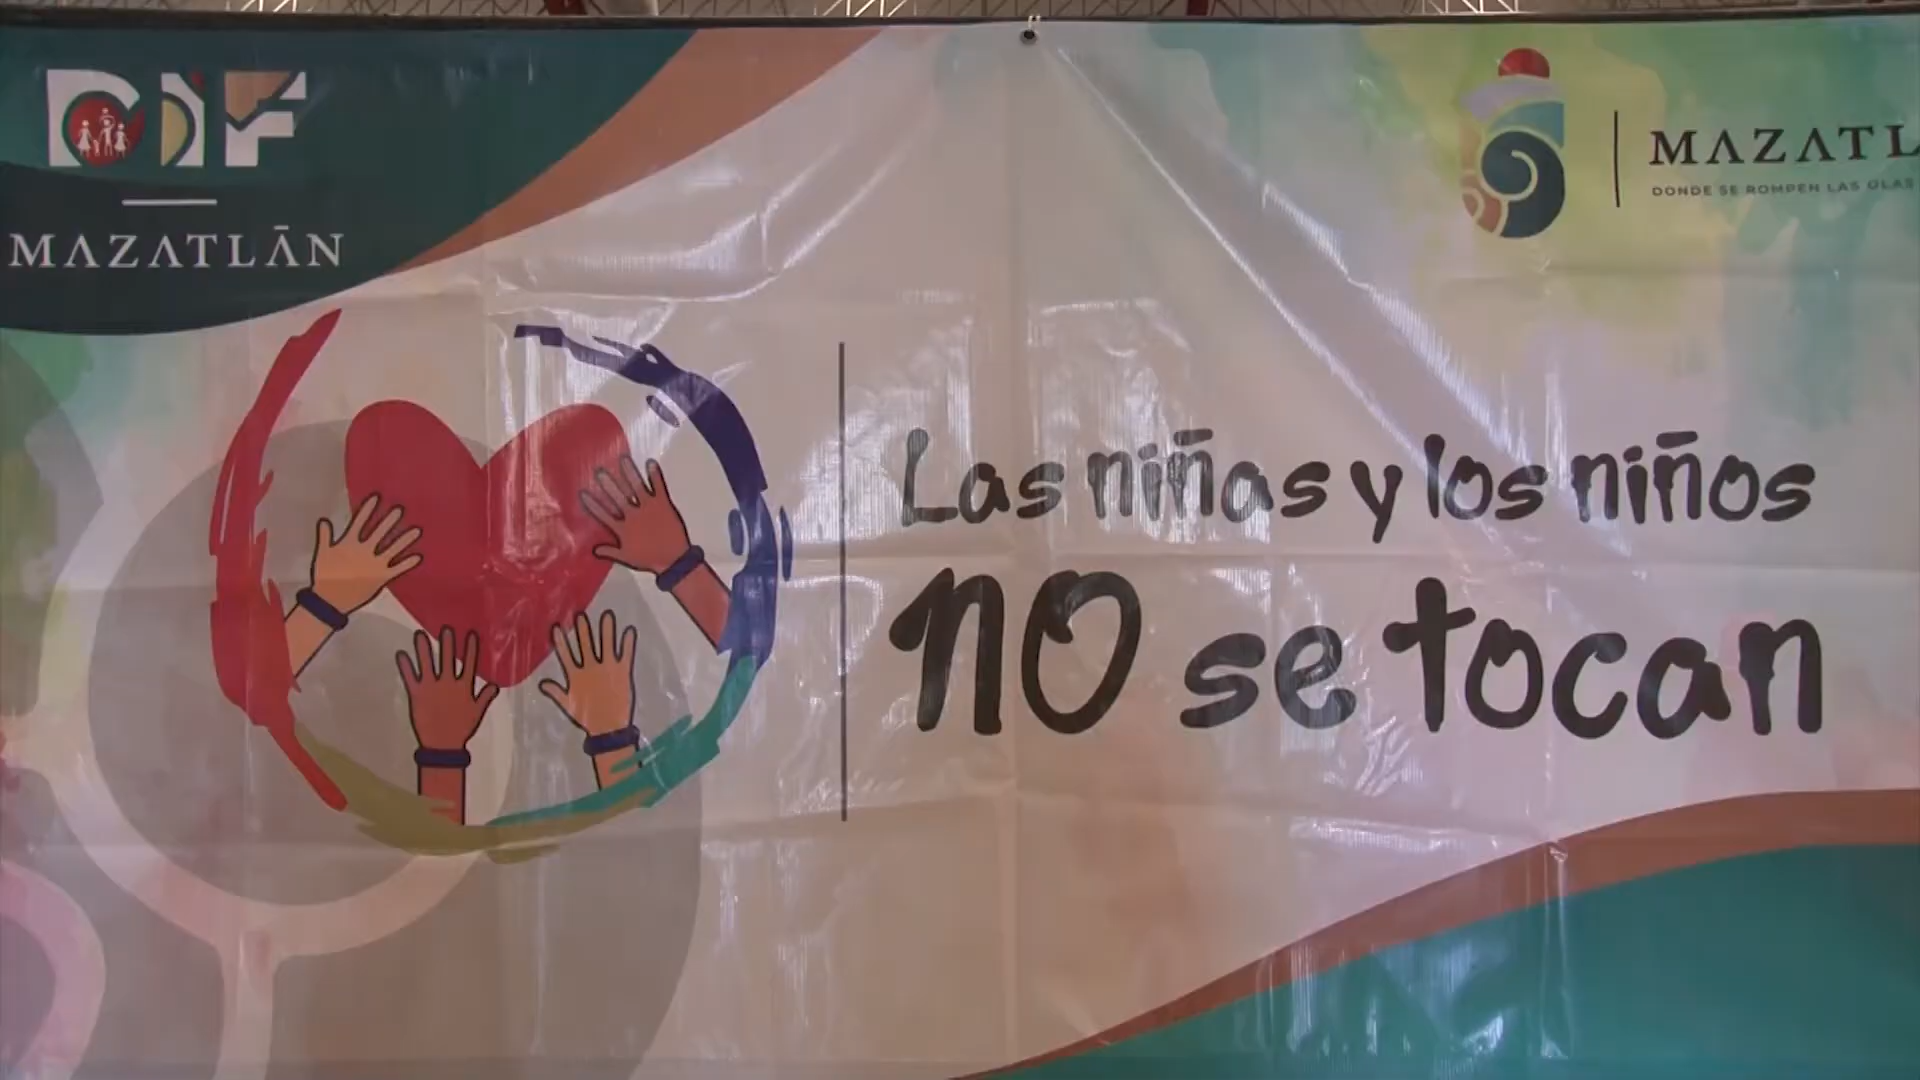 DIF
MAZATLĀN
MAZATL
DONDE SE ROMPEN LAS OLAS
Las niñas y los niños
no se tocan